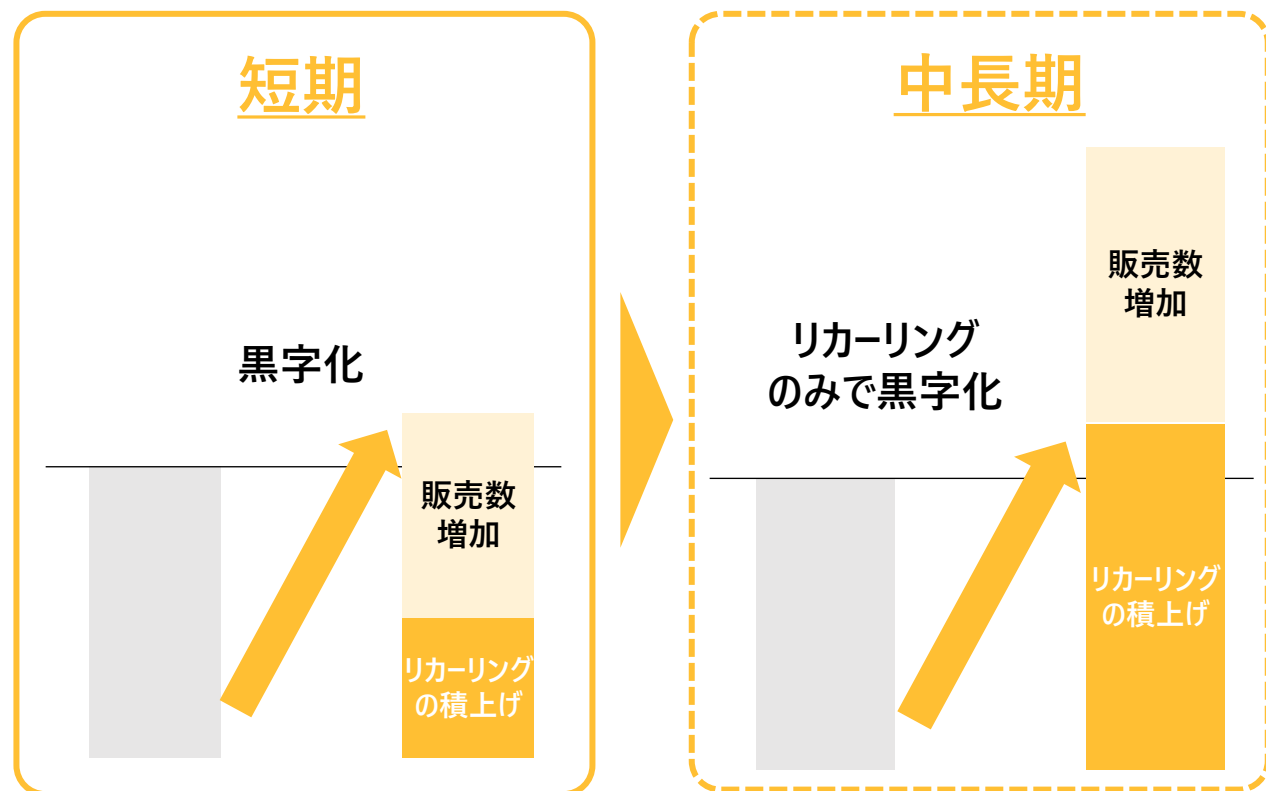 短期
黒字化
販売数
増加
リカーリング
の積上げ
中長期
リカーリング
のみで黒字化
販売数
増加
リカーリング
の積上げ